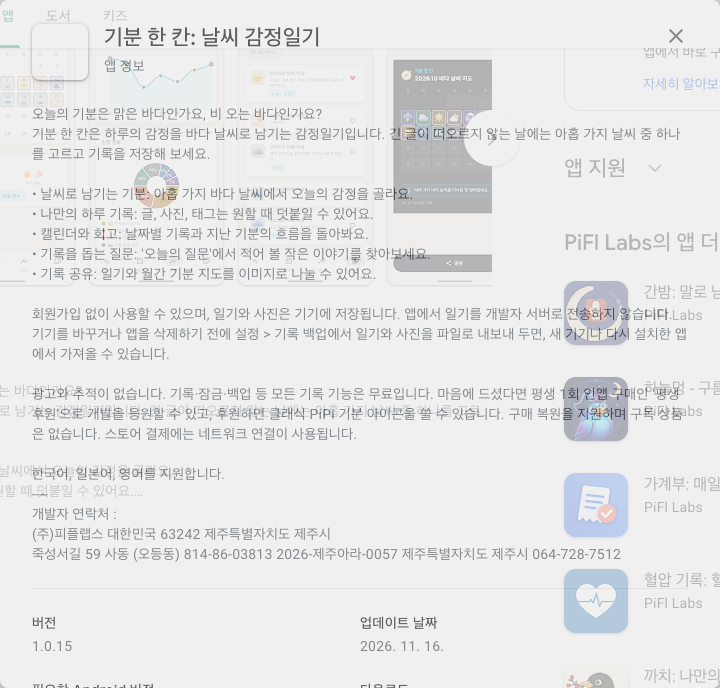 앱
도서
키즈
기분 한 칸: 날씨 감정일기
앱 정보
오늘의 기분은 맑은 바다인가요, 비 오는 바다인가요?
기분 한 칸은 하루의 감정을 바다 날씨로 남기는 감정일기입니다. 긴 글이 떠오르지 않는 날에는 아홉 가지 날씨 중 하나
를 고르고 기록을 저장해 보세요.
• 날씨로 남기는 기분: 아홉 가지 바다 날씨에서 오늘의 감정을 골라요.
• 나만의 하루 기록: 글, 사진, 태그는 원할 때 덧붙일 수 있어요.
• 캘린더와 회고: 날짜별 기록과 지난 기분의 흐름을 돌아봐요.
• 기록을 돕는 질문: '오늘의 질문'에서 적어 볼 작은 이야기를 찾아보세요.
• 기록 공유: 일기와 월간 기분 지도를 이미지로 나눌 수 있어요.
회원가입 없이 사용할 수 있으며, 일기와 사진은 기기에 저장됩니다. 앱에서 일기를 개발자 서버로 전송하지 않습니다.
기기를 바꾸거나 앱을 삭제하기 전에 설정 > 기록 백업에서 일기와 사진을 파일로 내보내 두면, 새 기기나 다시 설치한 앱
에서 가져올 수 있습니다.
광고와 추적이 없습니다. 기록·잠금·백업 등 모든 기록 기능은 무료입니다. 마음에 드셨다면 평생 1회 인앱 구매인 '평생
후원'으로 개발을 응원할 수 있고, 후원하면 클래식 PiPi 기분 아이콘을 쓸 수 있습니다. 구매 복원을 지원하며 구독 상품
은 없습니다. 스토어 결제에는 네트워크 연결이 사용됩니다.
한국어, 일본어, 영어를 지원합니다.
개발자 연락처 :
(주)피플랩스 대한민국 63242 제주특별자치도 제주시
죽성서길 59 사동 (오등동) 814-86-03813 2026-제주아라-0057 제주특별자치도 제주시 064-728-7512
버전
1.0.15
업데이트 날짜
2026. 11. 16.
앱에서 바로 구
자세히 알아보
앱 지원
PiFl Labs의 앱 더
간밤: 말로 남
PiFl Labs
하늘멍 - 구름
가계부: 매일
PiFl Labs
혈압 기록: 혈
PiFl Labs
까치: 나만의